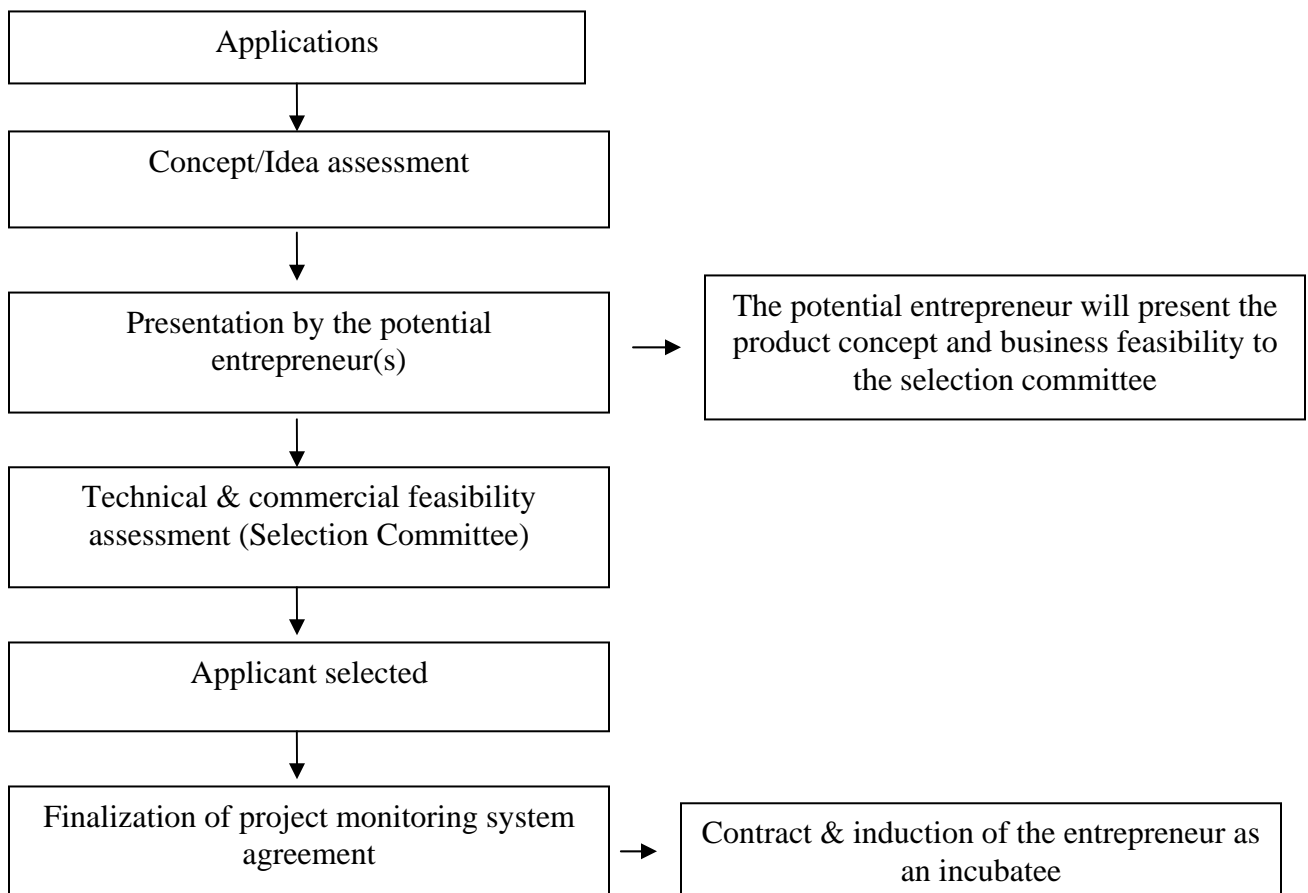 Applications
Concept/Idea assessment
Presentation by the potential
entrepreneur(s)
The potential entrepreneur will present the
product concept and business feasibility to
the selection committee
Technical & commercial feasibility
assessment (Selection Committee)
Applicant selected
Finalization of project monitoring system
agreement
Contract & induction of the entrepreneur as
an incubatee